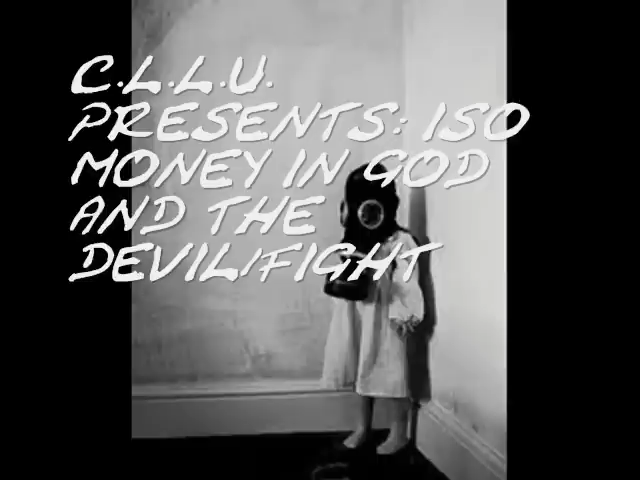 C.L.L.U.
PRESENTS: ISO
MONEY IN GOD
AND THE
DEVIL!FIGHT